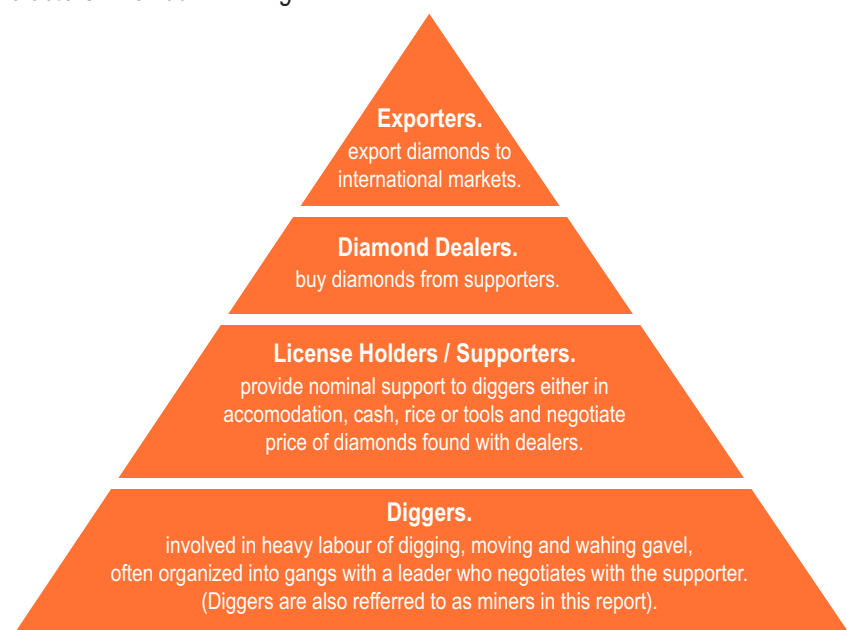 Exporters.
export diamonds to
international markets.
Diamond Dealers.
buy diamonds from supporters.
License Holders / Supporters.
provide nominal support to diggers either in
accomodation, cash, rice or tools and negotiate
price of diamonds found with dealers.
Diggers.
involved in heavy labour of digging, moving and wahing gavel,
often organized into gangs with a leader who negotiates with the supporter.
(Diggers are also refferred to as miners in this report).